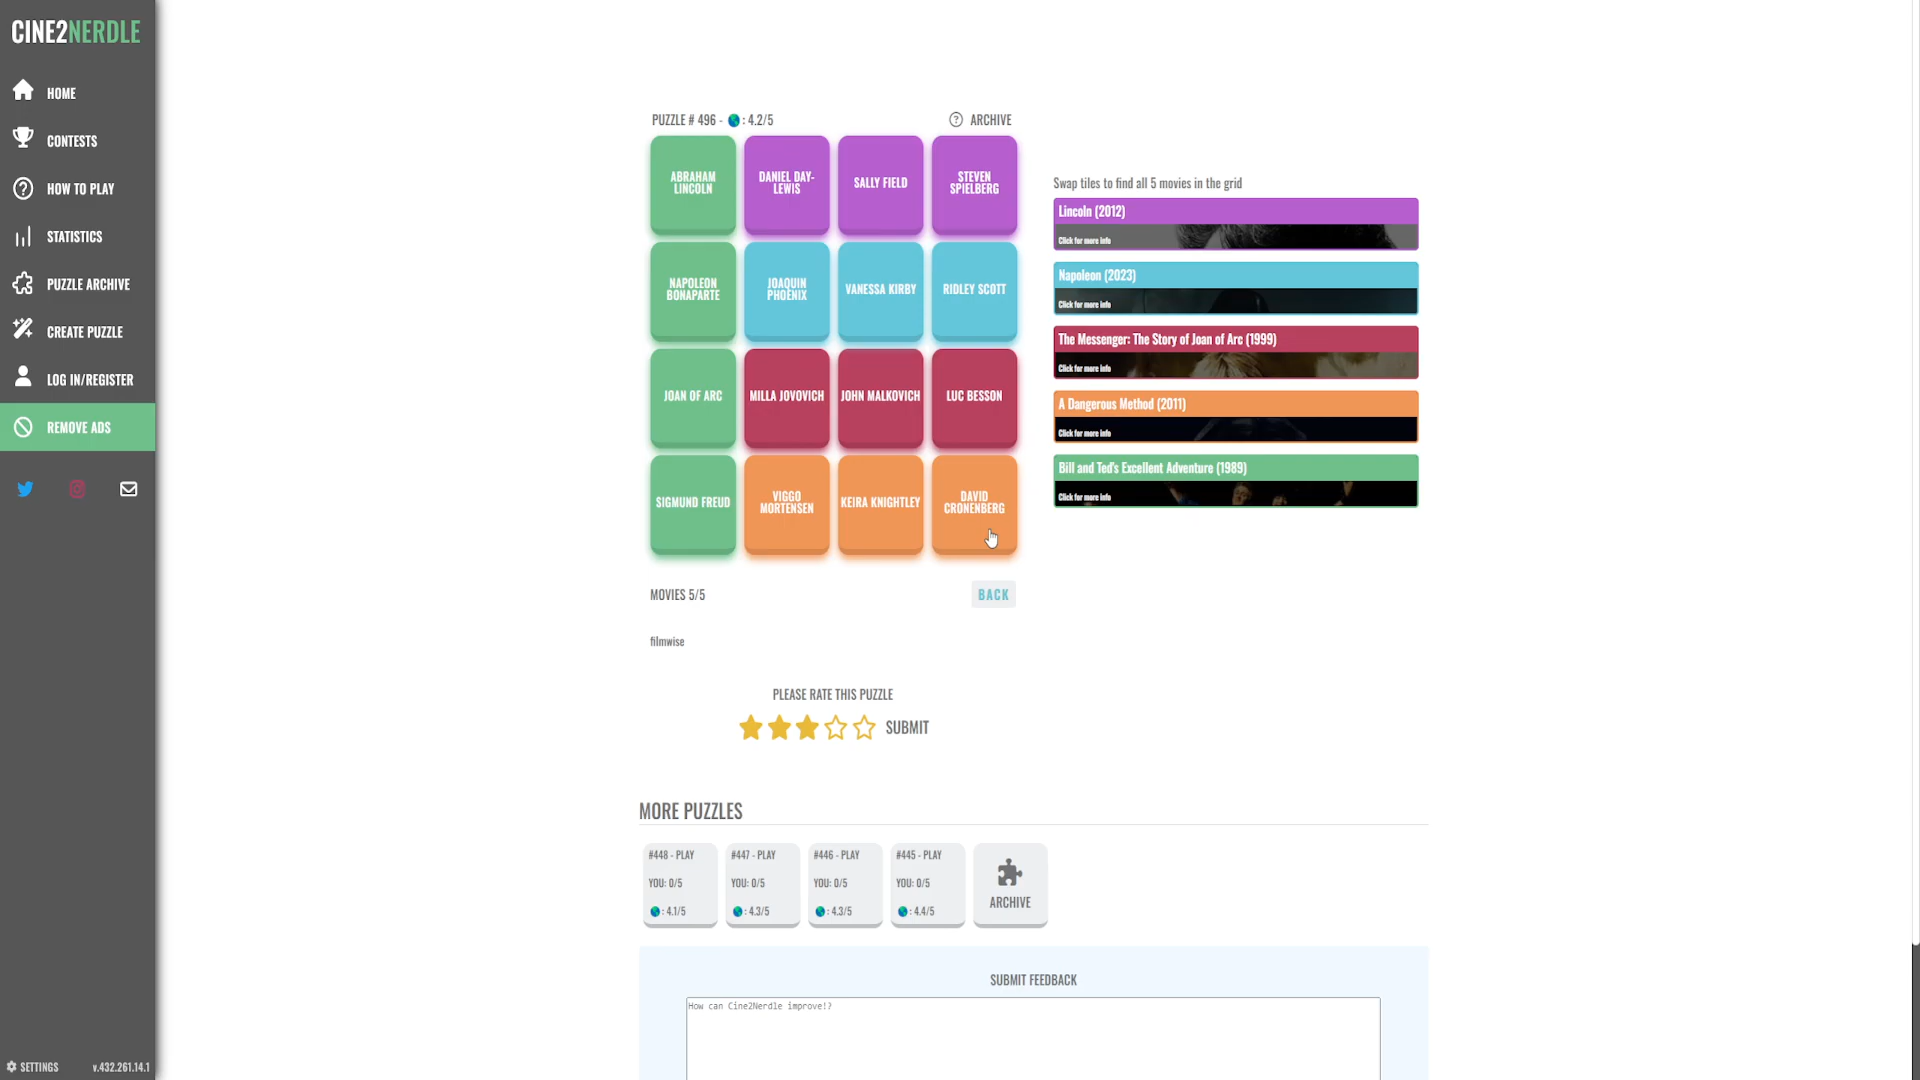 CINE2NERDLE
HOME
CONTESTS
HOW TO PLAY
STATISTICS
PUZZLE ARCHIVE
CREATE PUZZLE
LOG IN/REGISTER
REMOVE ADS
SETTINGS
v.432.261.14.1
PUZZLE # 496 - : 4.2/5
? ARCHIVE
ABRAHAM
LINCOLN
DANIEL DAY-
LEWIS
SALLY FIELD
STEVEN
SPIELBERG
NAPOLEON
BONAPARTE
JOAQUIN
PHOENIX
VANESSA KIRBY
RIDLEY SCOTT
JOAN OF ARC
MILLA JOVOVICH
JOHN MALKOVICH
LUC BESSON
SIGMUND FREUD
VIGGO
MORTENSEN
KEIRA KNIGHTLEY
DAVID
CRONENBERG
MOVIES 5/5
BACK
filmwise
Swap tiles to find all 5 movies in the grid
Lincoln (2012)
Click for more info
Napoleon (2023)
Click for more info
The Messenger: The Story of Joan of Arc (1999)
Click for more info
A Dangerous Method (2011)
Click for more info
Bill and Ted's Excellent Adventure (1989)
Click for more info
PLEASE RATE THIS PUZZLE
SUBMIT
MORE PUZZLES
#448 - PLAY
YOU: 0/5
: 4.1/5
#447 - PLAY
YOU: 0/5
: 4.3/5
#446 - PLAY
YOU: 0/5
: 4.3/5
#445 - PLAY
YOU: 0/5
: 4.4/5
ARCHIVE
SUBMIT FEEDBACK
How can Cine2Nerdle improve!?